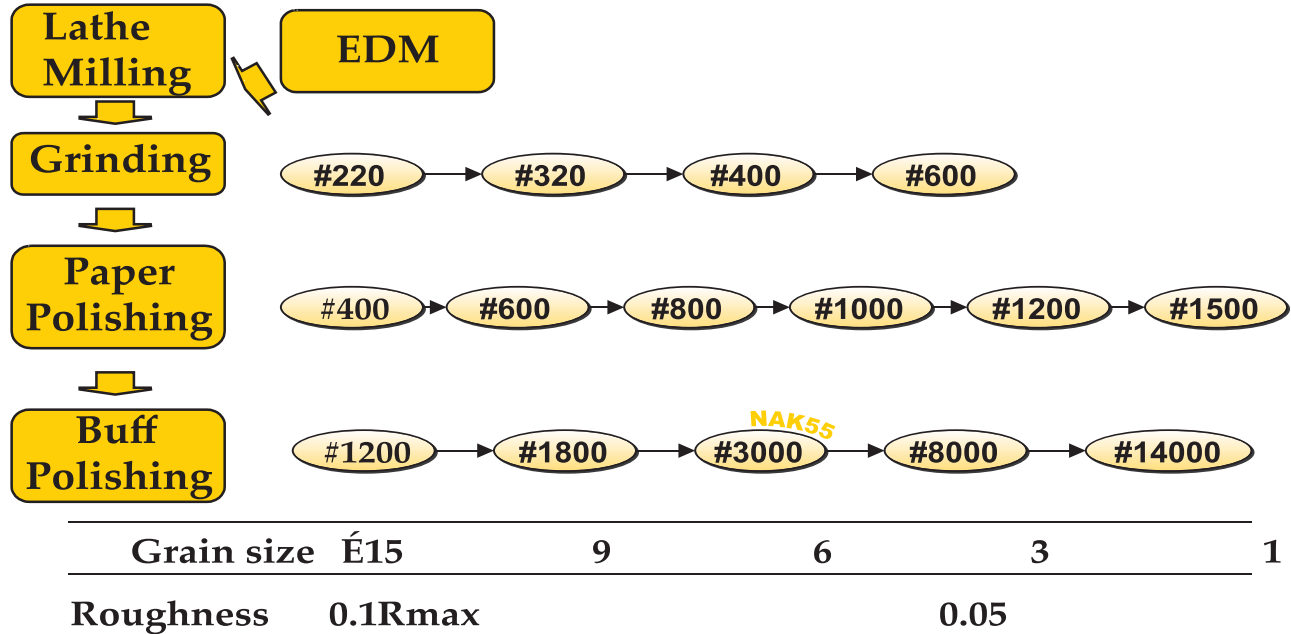 Lathe
Milling
EDM
Grinding
#220 #320 #400 #600
Paper
Polishing
#400 #600 #800 #1000 #1200 #1500
NAK55
Buff
Polishing
#1200 #1800 #3000 #8000 #14000
Grain size É15 9 6 3 1
Roughness 0.1Rmax 0.05